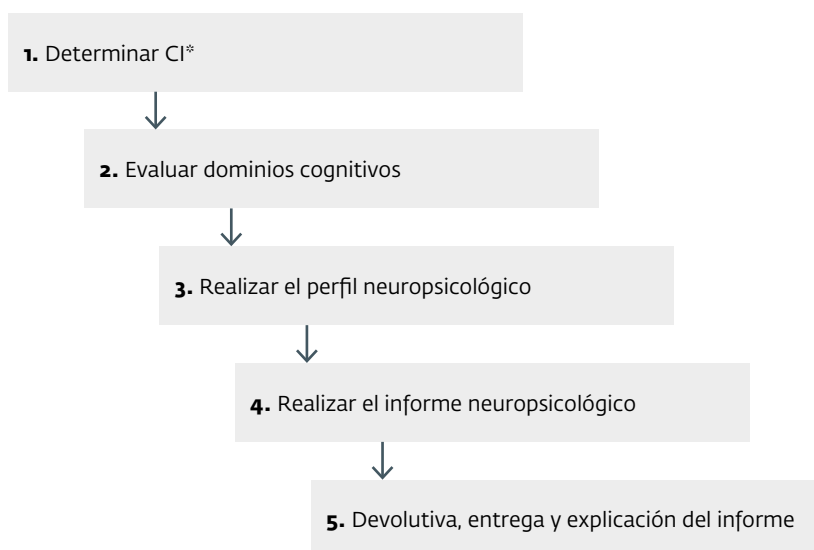 1. Determinar CI*
2. Evaluar dominios cognitivos
3. Realizar el perfil neuropsicológico
4. Realizar el informe neuropsicológico
5. Devolutiva, entrega y explicación del informe